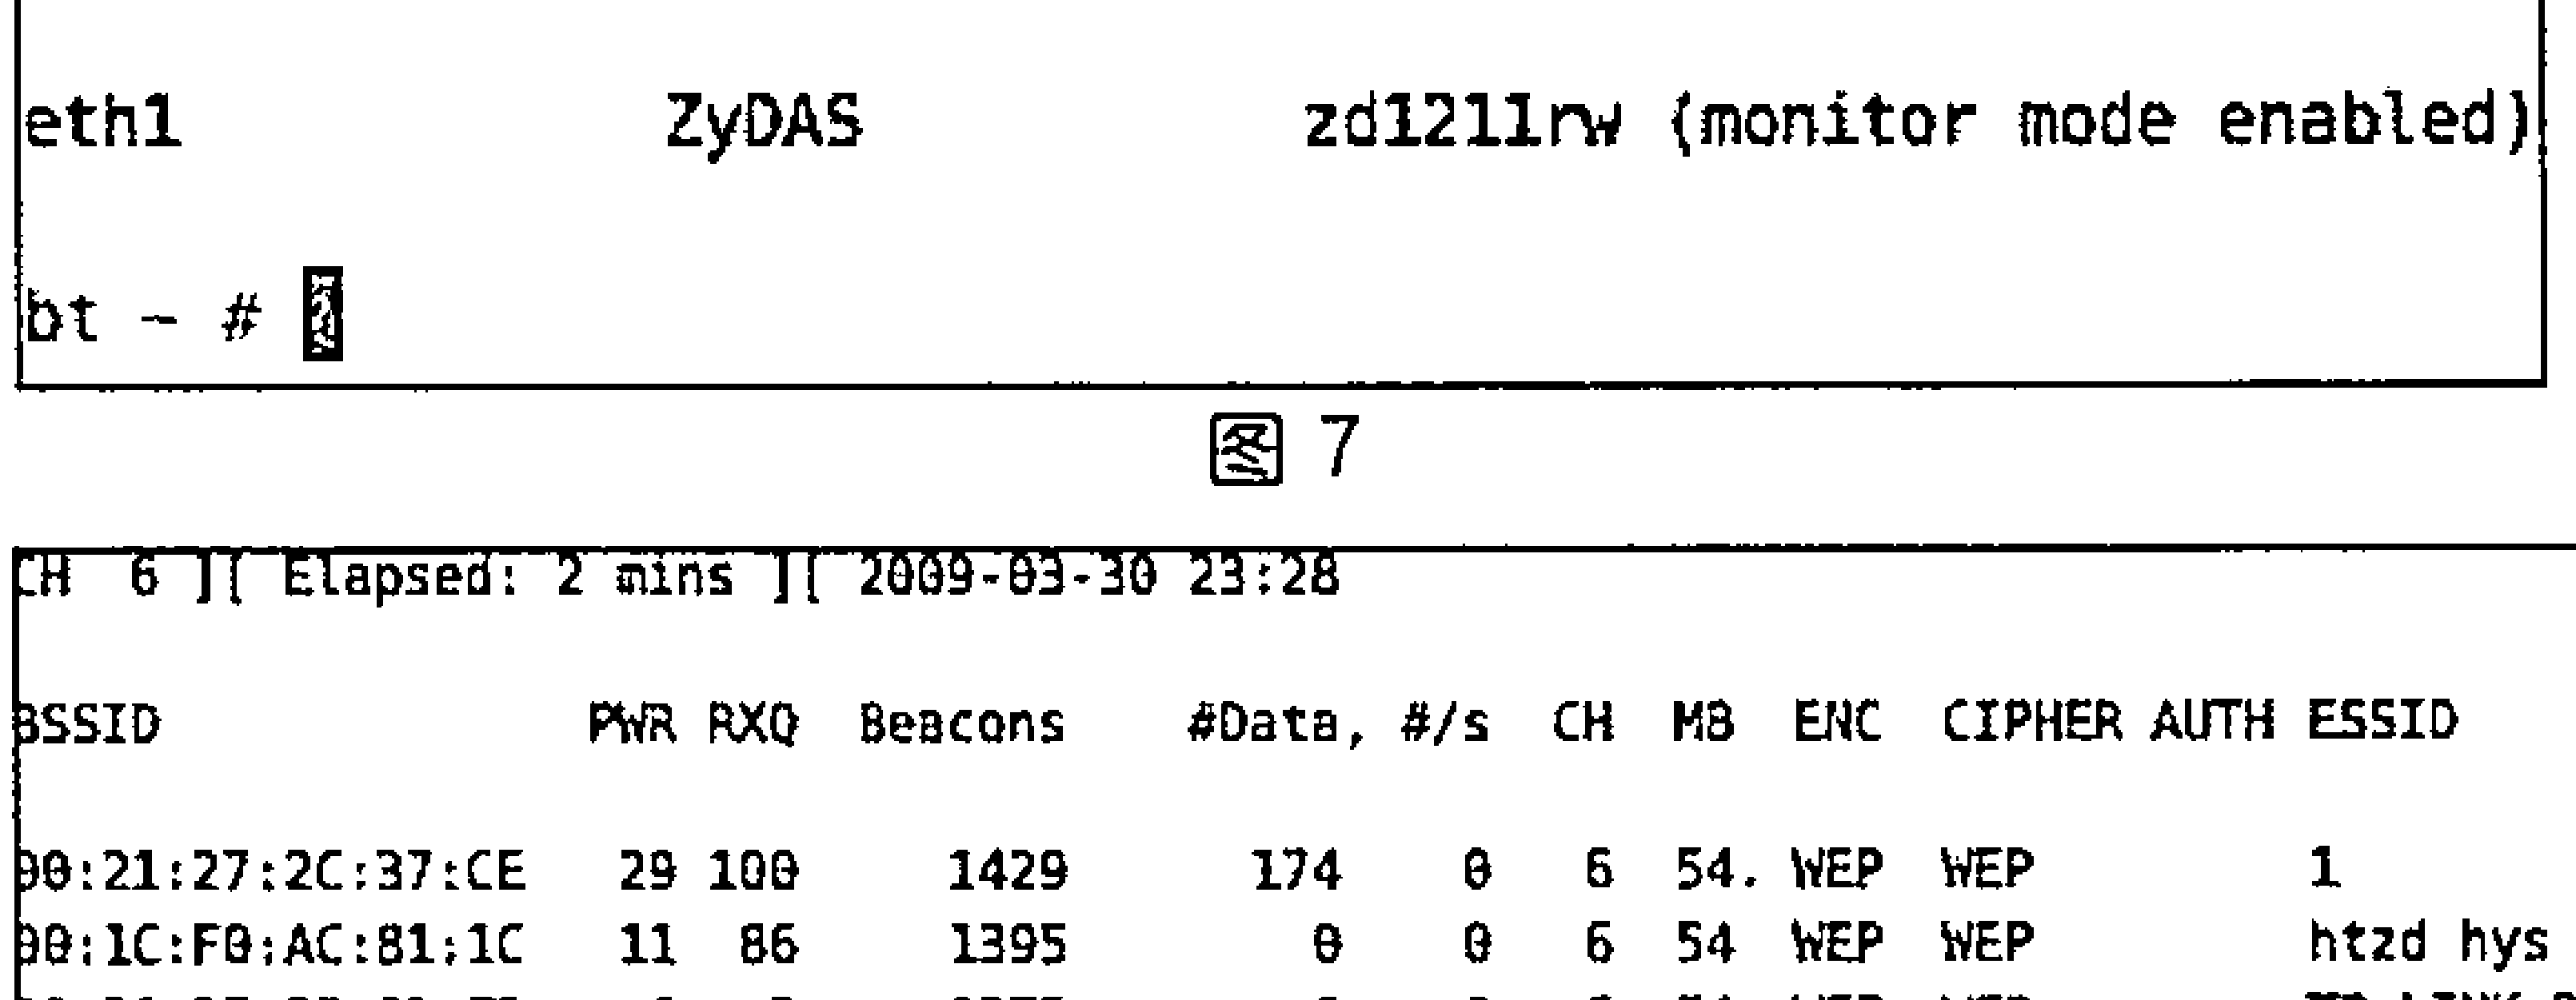 eth1 ZyDAS zd1211rw (monitor mode enabled)
bt ~ #
图 7
CH 6 ][ Elapsed: 2 mins ][ 2009-03-30 23:28
BSSID PWR RXQ Beacons #Data, #/s CH MB ENC CIPHER AUTH ESSID
00:21:27:2C:37:CE 29 100 1429 174 0 6 54. WEP WEP 1
00:1C:F0:AC:81:1C 11 86 1395 0 0 6 54 WEP WEP htzd hys